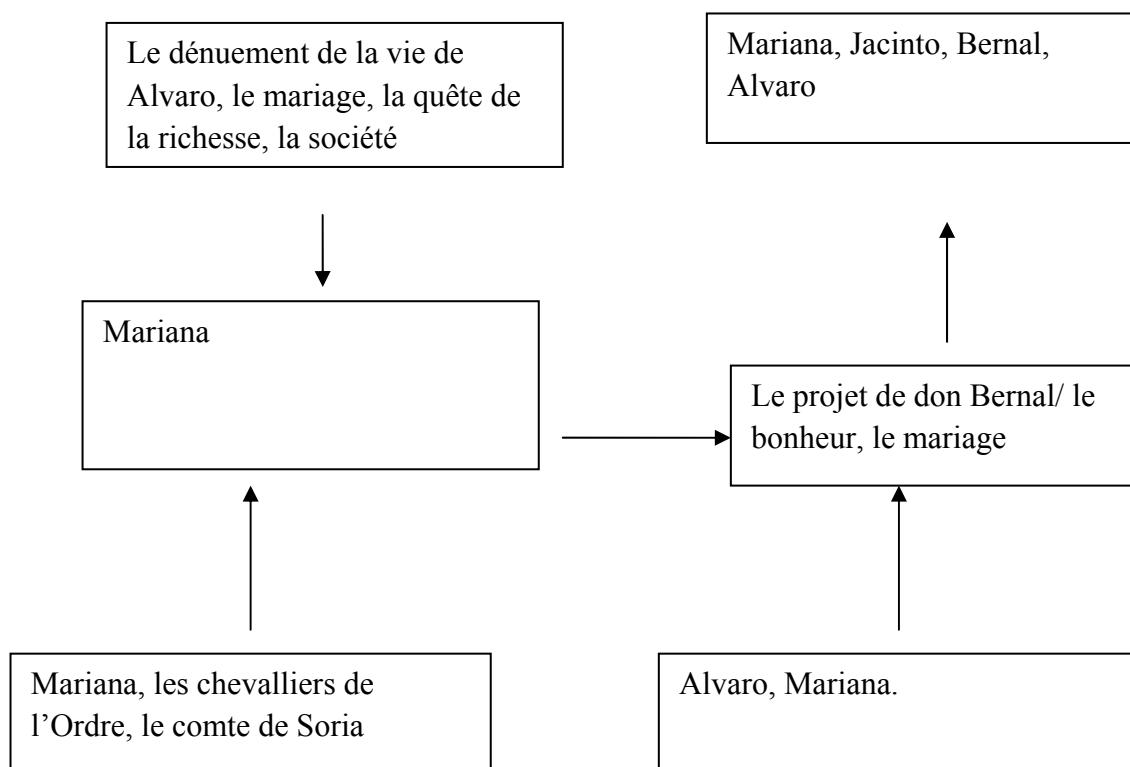 Le dénuement de la vie de
Alvaro, le mariage, la quête de
la richesse, la société
Mariana, Jacinto, Bernal,
Alvaro
Mariana
Le projet de don Bernal/ le
bonheur, le mariage
Mariana, les chevalliers de
l’Ordre, le comte de Soria
Alvaro, Mariana.